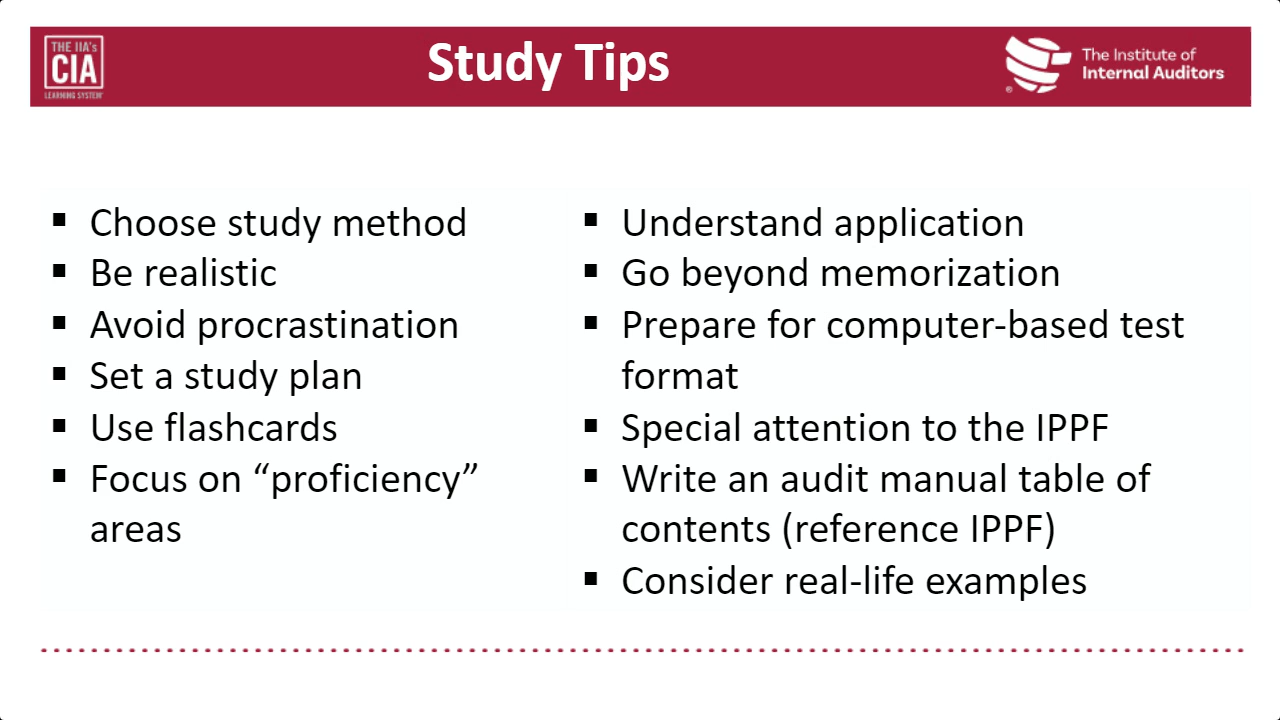 THE IIA's
CIA
LEARNING SYSTEM®
Study Tips
The Institute of
Internal Auditors
®
▪ Choose study method
▪ Be realistic
▪ Avoid procrastination
▪ Set a study plan
▪ Use flashcards
▪ Focus on “proficiency”
areas
▪ Understand application
▪ Go beyond memorization
▪ Prepare for computer-based test
format
▪ Special attention to the IPPF
▪ Write an audit manual table of
contents (reference IPPF)
▪ Consider real-life examples